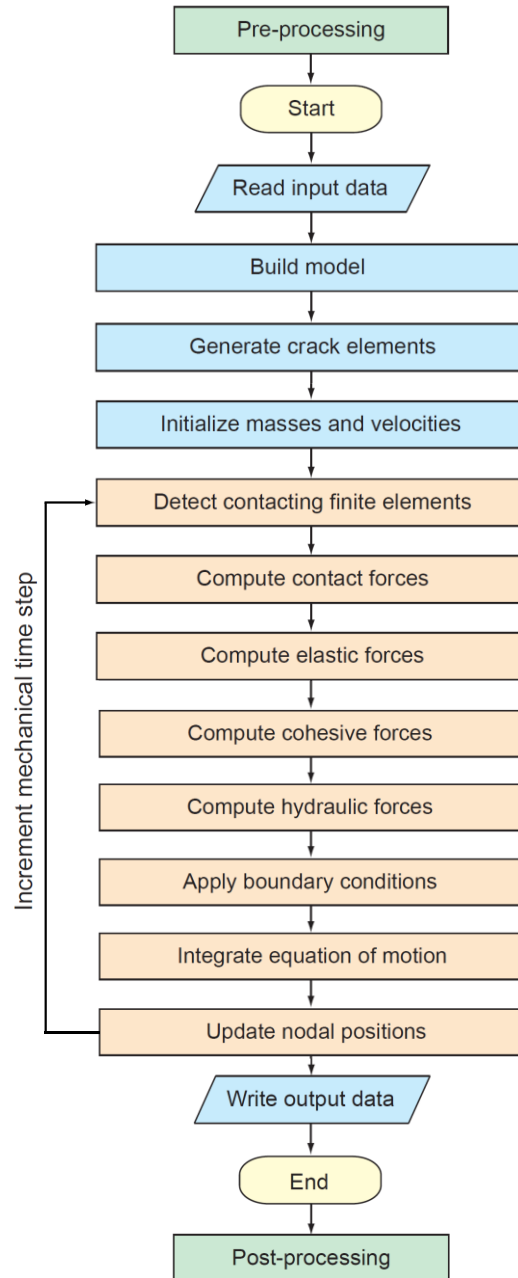 Pre-processing
Start
Read input data
Build model
Generate crack elements
Initialize masses and velocities
Detect contacting finite elements
Compute contact forces
Compute elastic forces
Compute cohesive forces
Compute hydraulic forces
Apply boundary conditions
Integrate equation of motion
Update nodal positions
Increment mechanical time step
Write output data
End
Post-processing